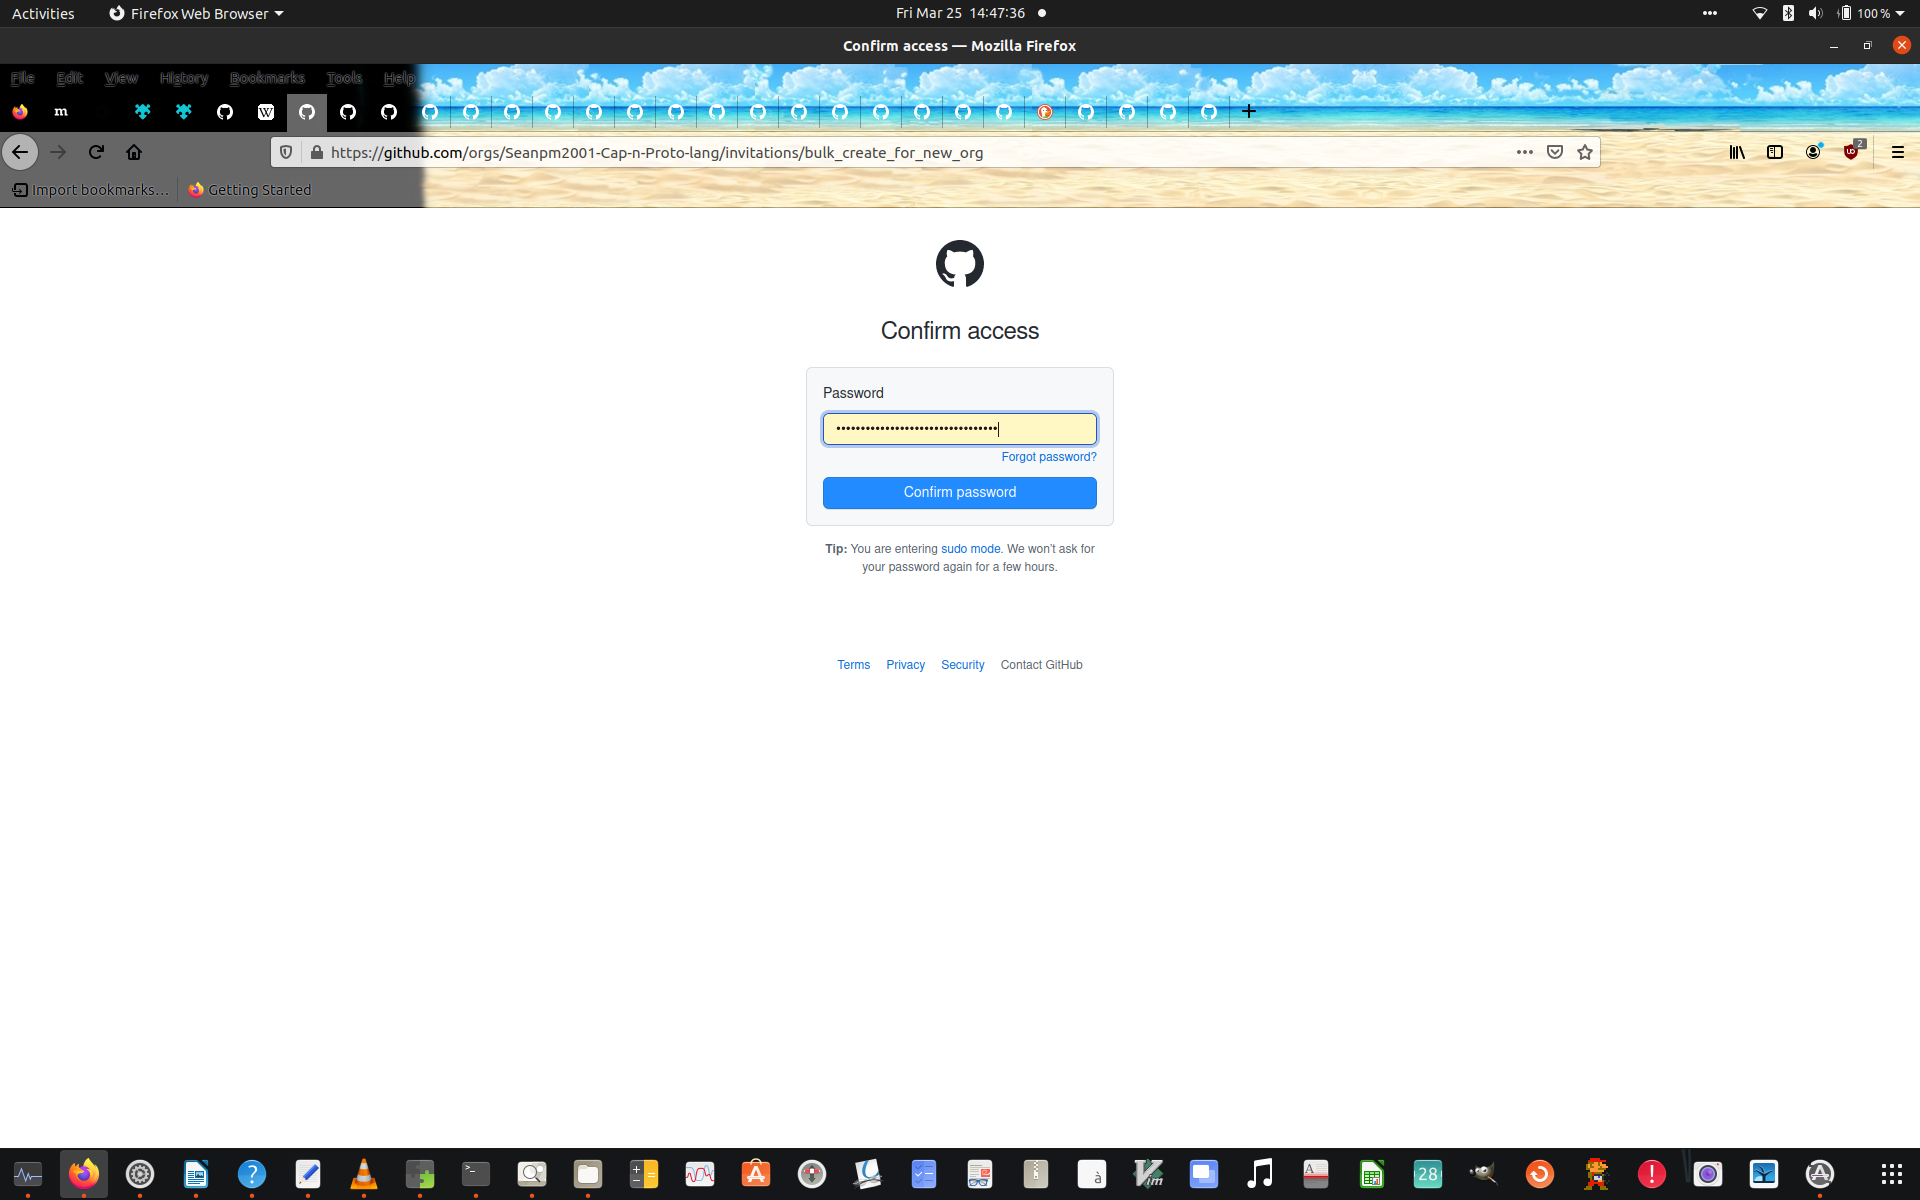 Activities
Firefox Web Browser
Fri Mar 25 14:47:36
100 %
Confirm access — Mozilla Firefox
File Edit View History Bookmarks Tools Help
m
W
https://github.com/orgs/Seanpm2001-Cap-n-Proto-lang/invitations/bulk_create_for_new_org
2
Import bookmarks…
Getting Started
Confirm access
Password
Forgot password?
Confirm password
Tip: You are entering sudo mode. We won't ask for
your password again for a few hours.
Terms Privacy Security Contact GitHub
28